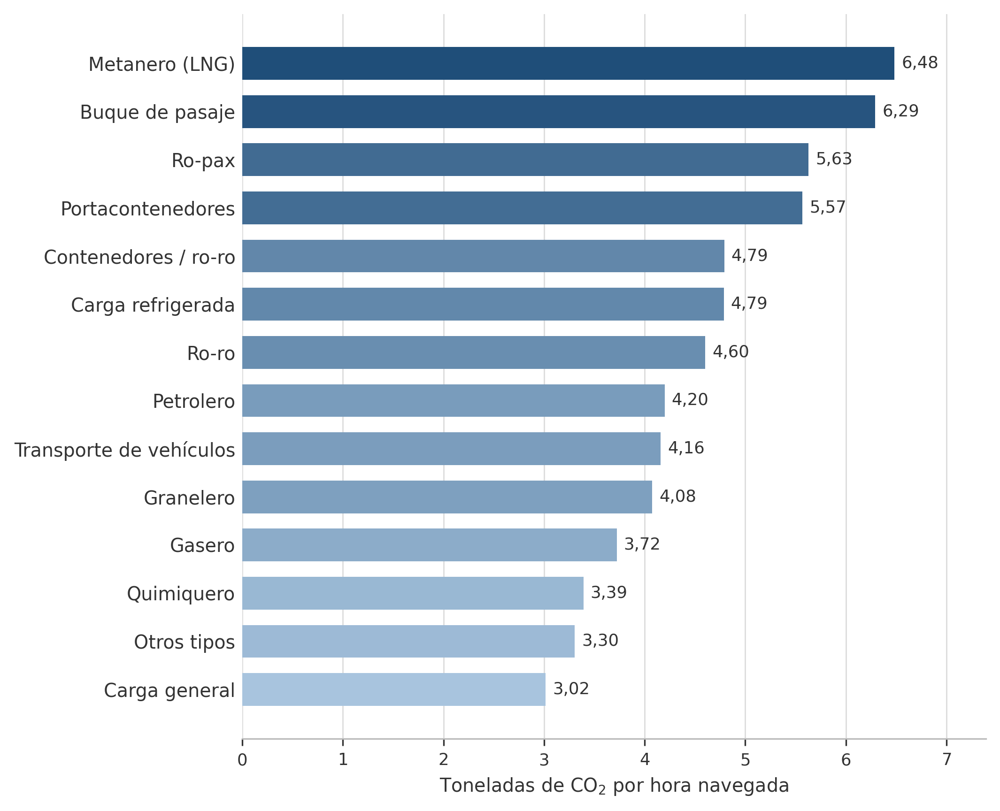 Metanero (LNG) 6,48
Buque de pasaje 6,29
Ro-pax 5,63
Portacontenedores 5,57
Contenedores / ro-ro 4,79
Carga refrigerada 4,79
Ro-ro 4,60
Petrolero 4,20
Transporte de vehículos 4,16
Granelero 4,08
Gasero 3,72
Quimiquero 3,39
Otros tipos 3,30
Carga general 3,02
0 1 2 3 4 5 6 7
Toneladas de CO₂ por hora navegada